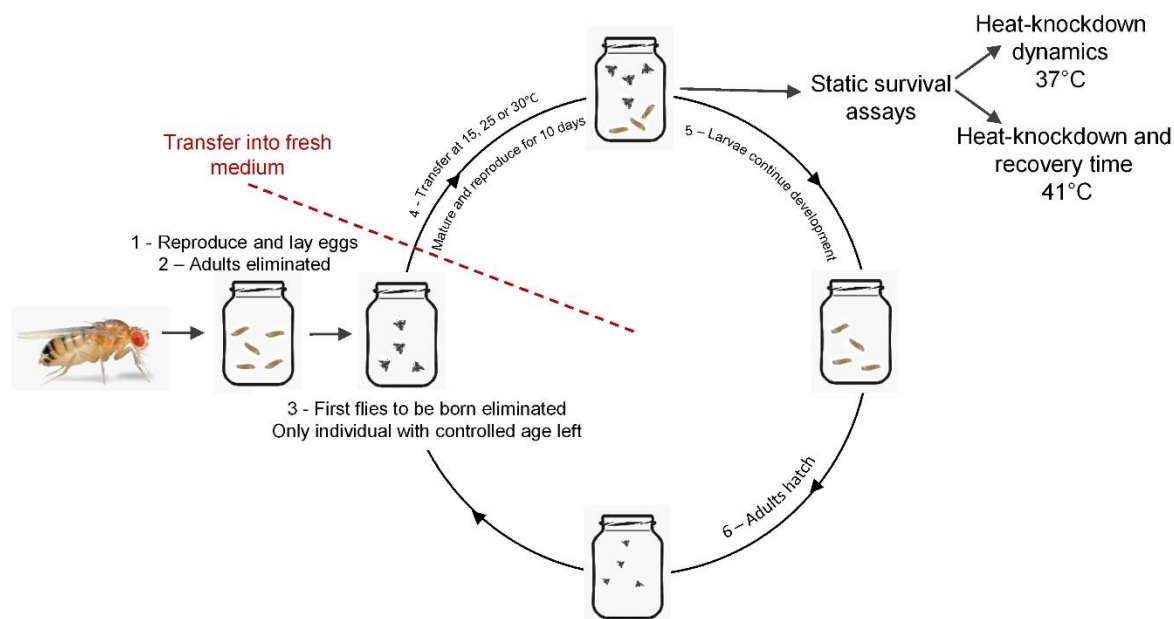 Heat-knockdown
dynamics
37°C
Static survival
assays
Heat-knockdown and
recovery time
41°C
Transfer into fresh
medium
4 - Transfer at 15, 25 or 30°C
Mature and reproduce for 10 days
5 – Larvae continue development
1 - Reproduce and lay eggs
2 – Adults eliminated
3 - First flies to be born eliminated
Only individual with controlled age left
6 – Adults hatch